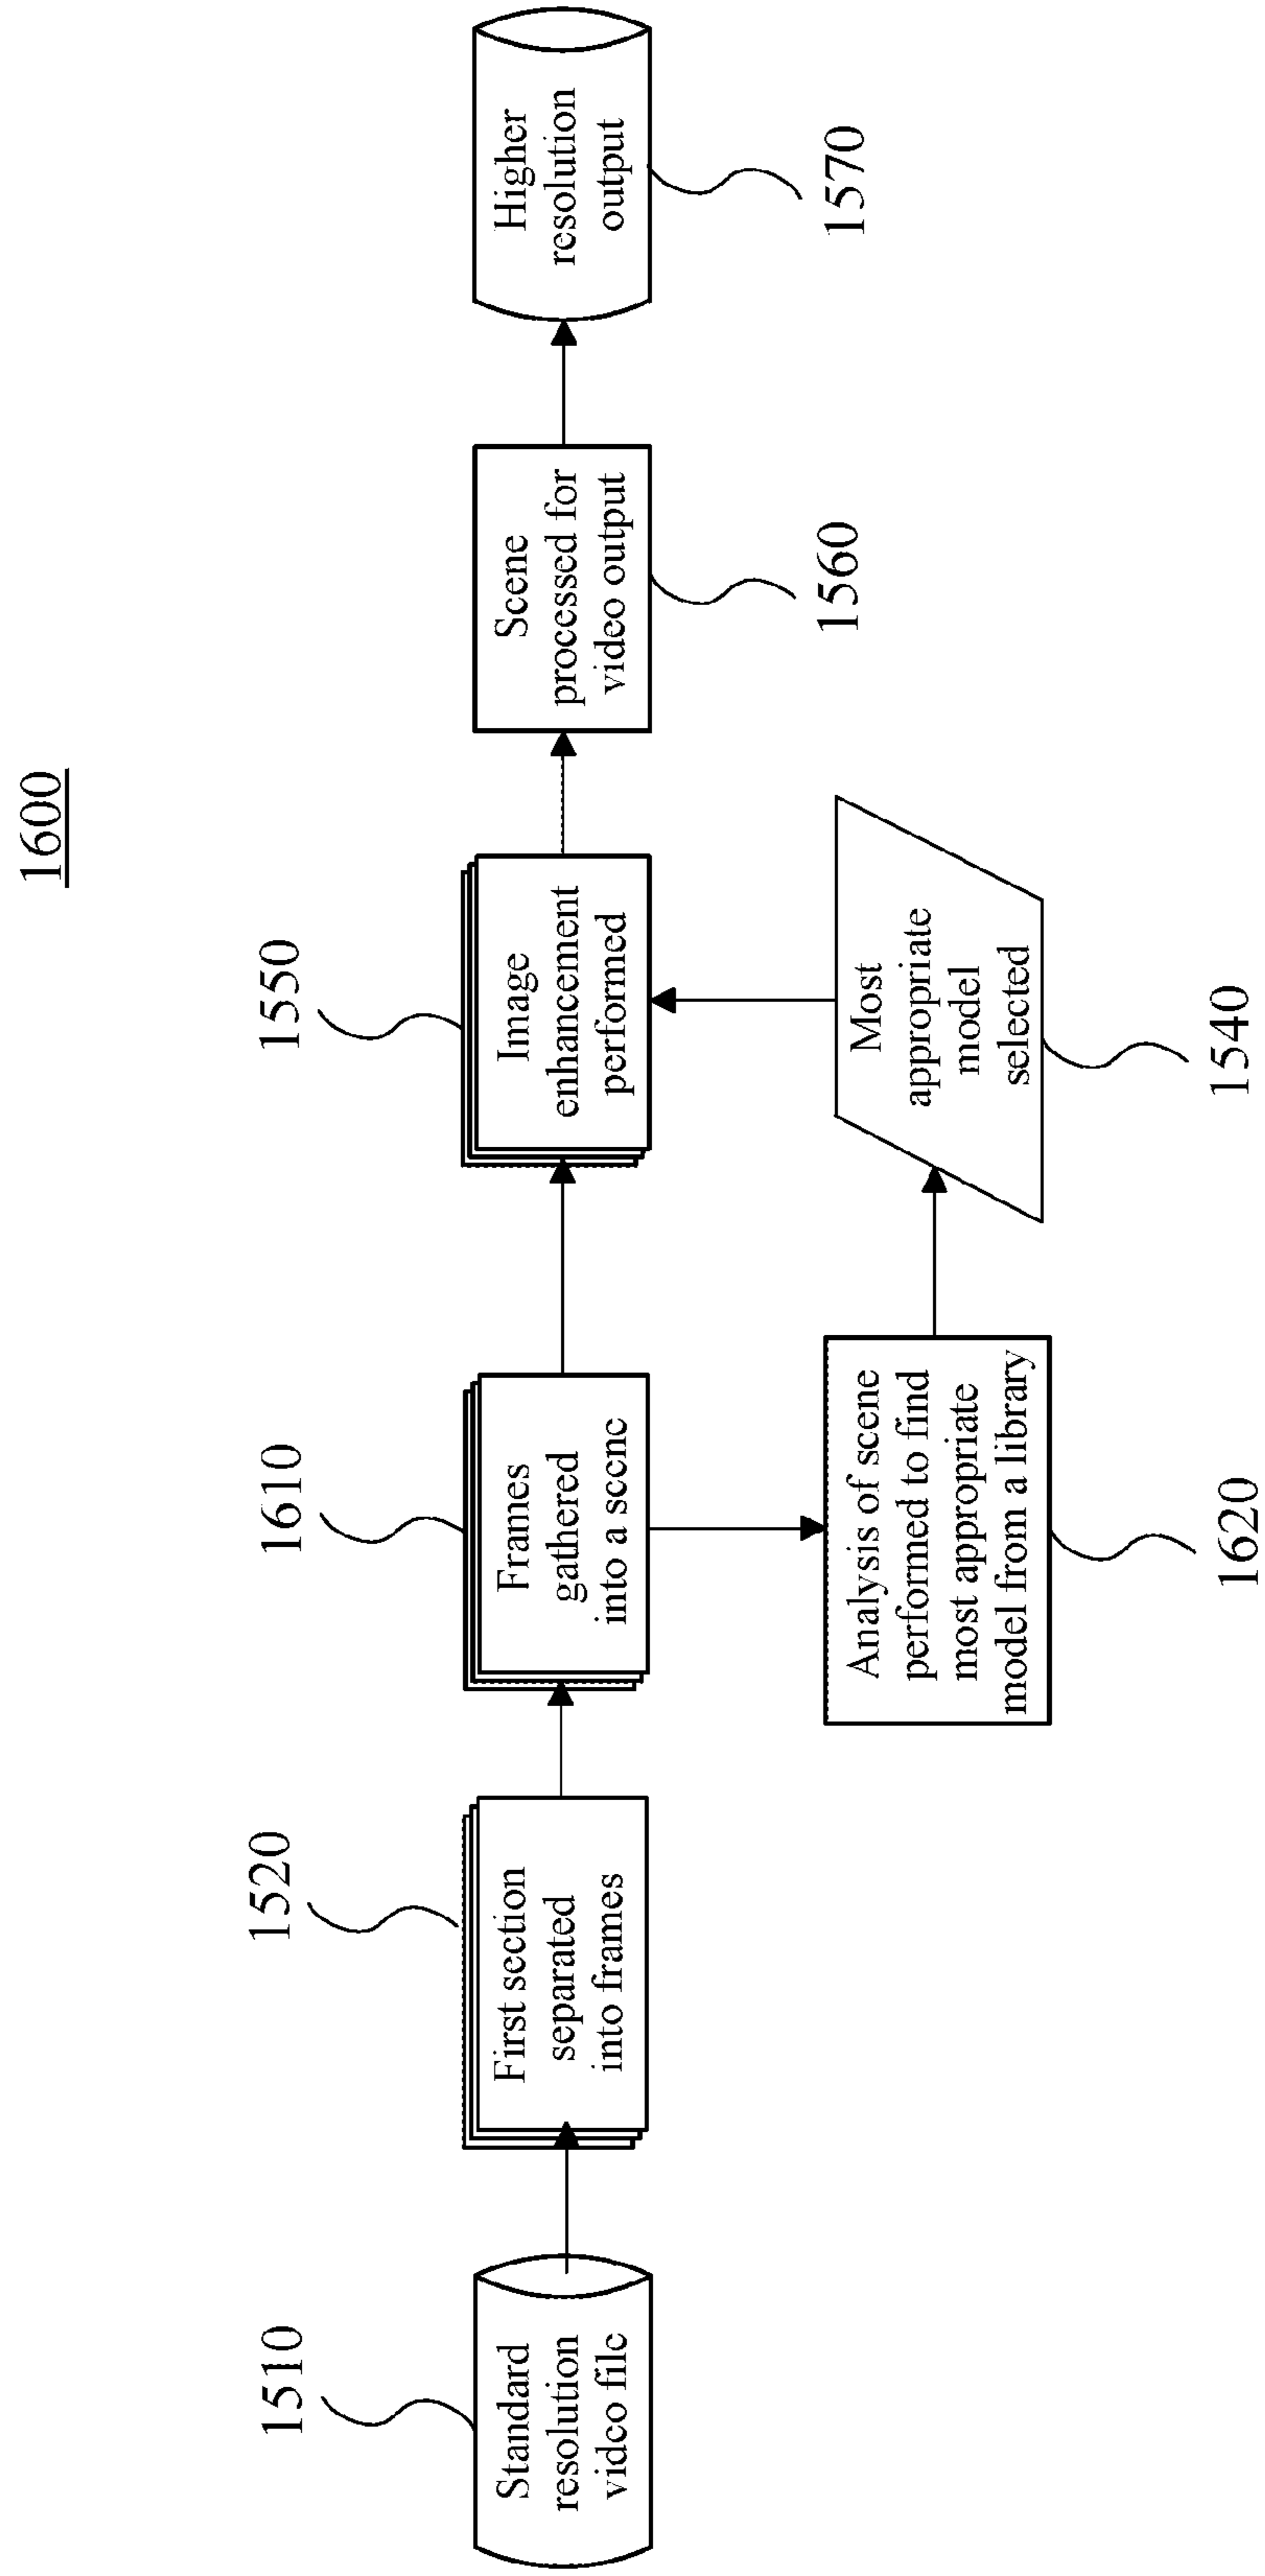 1600
1510
Standard
resolution
video file
1520
First section
separated
into frames
1610
Frames
gathered
into a scene
1620
Analysis of scene
performed to find
most appropriate
model from a library
1540
Most
appropriate
model
selected
1550
Image
enhancement
performed
1560
Scene
processed for
video output
1570
Higher
resolution
output